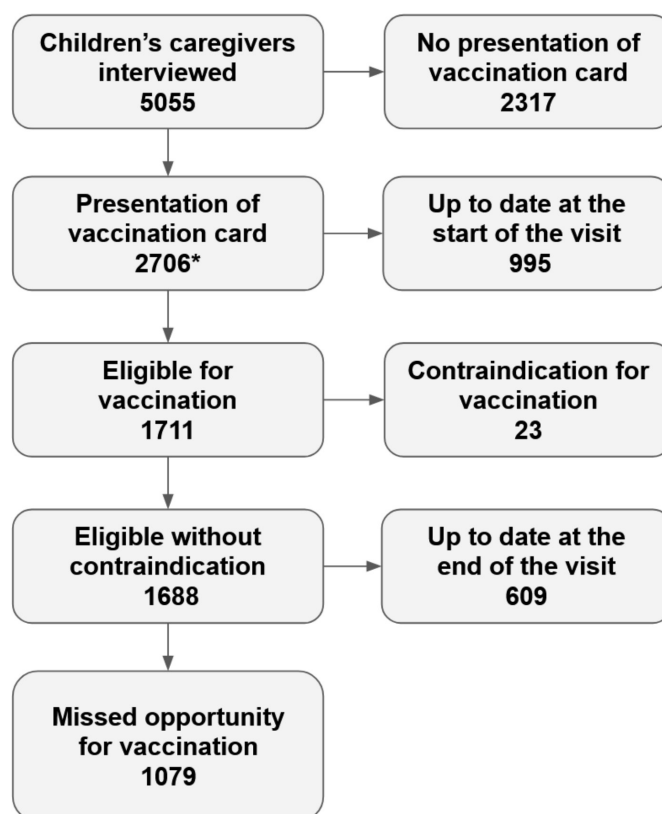 Children's caregivers
interviewed
5055
No presentation of
vaccination card
2317
Presentation of
vaccination card
2706*
Up to date at the
start of the visit
995
Eligible for
vaccination
1711
Contraindication for
vaccination
23
Eligible without
contraindication
1688
Up to date at the
end of the visit
609
Missed opportunity
for vaccination
1079